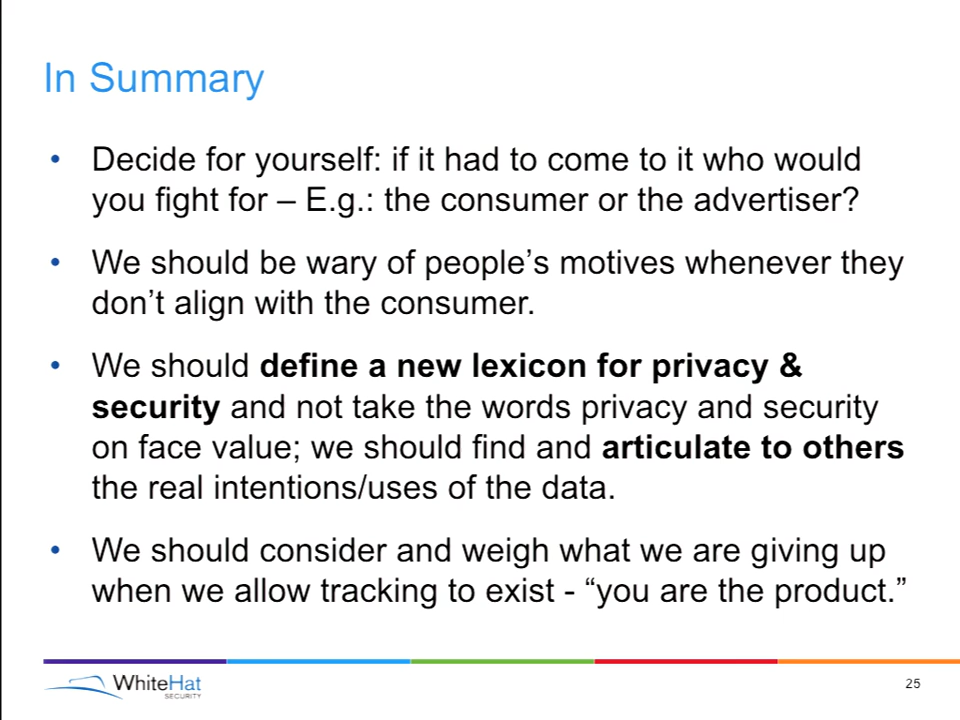 In Summary
• Decide for yourself: if it had to come to it who would
you fight for – E.g.: the consumer or the advertiser?
• We should be wary of people’s motives whenever they
don’t align with the consumer.
• We should define a new lexicon for privacy &
security and not take the words privacy and security
on face value; we should find and articulate to others
the real intentions/uses of the data.
• We should consider and weigh what we are giving up
when we allow tracking to exist - “you are the product.”
WhiteHat
SECURITY
25